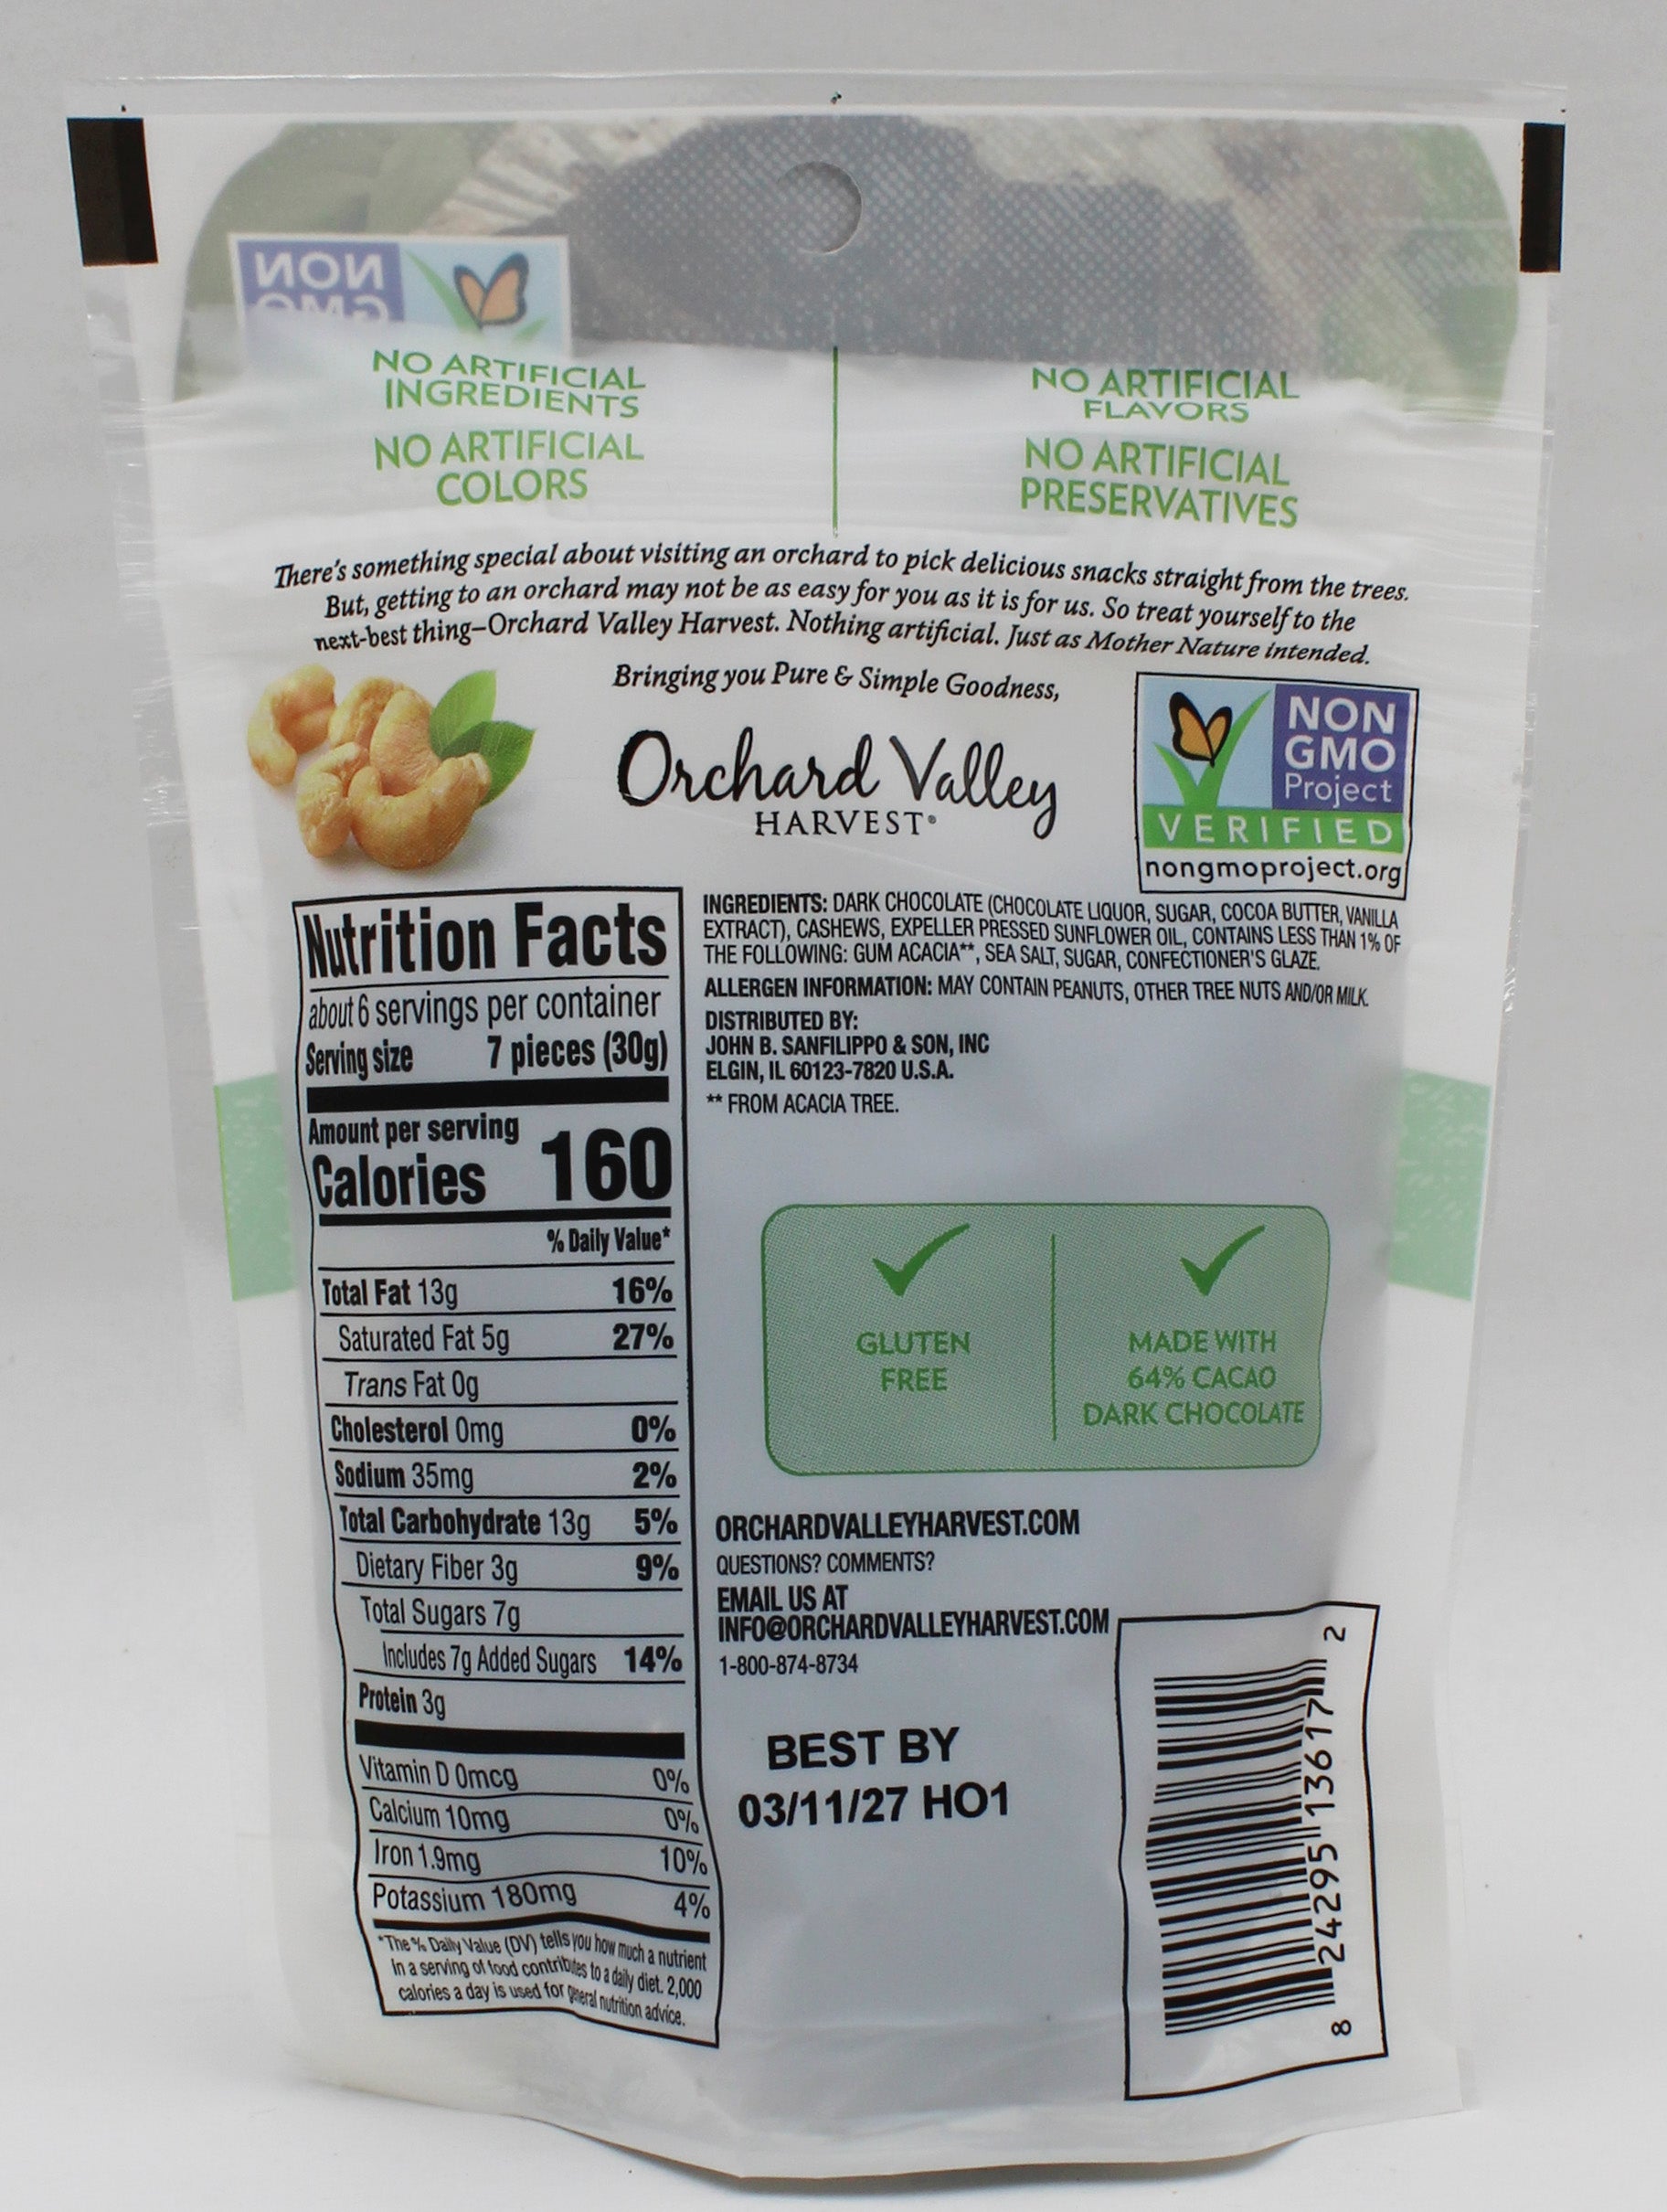 NON
GMO
NO ARTIFICIAL
INGREDIENTS
NO ARTIFICIAL
COLORS
NO ARTIFICIAL
FLAVORS
NO ARTIFICIAL
PRESERVATIVES
There's something special about visiting an orchard to pick delicious snacks straight from the trees.
But, getting to an orchard may not be as easy for you as it is for us. So treat yourself to the
next-best thing–Orchard Valley Harvest. Nothing artificial. Just as Mother Nature intended.
Bringing you Pure & Simple Goodness,
Orchard Valley
HARVEST®
NON
GMO
Project
VERIFIED
nongmoproject.org
Nutrition Facts
about 6 servings per container
Serving size 7 pieces (30g)
Amount per serving
Calories 160
% Daily Value*
Total Fat 13g 16%
Saturated Fat 5g 27%
Trans Fat 0g
Cholesterol 0mg 0%
Sodium 35mg 2%
Total Carbohydrate 13g 5%
Dietary Fiber 3g 9%
Total Sugars 7g
Includes 7g Added Sugars 14%
Protein 3g
Vitamin D 0mcg 0%
Calcium 10mg 0%
Iron 1.9mg 10%
Potassium 180mg 4%
*The % Daily Value (DV) tells you how much a nutrient
in a serving of food contributes to a daily diet. 2,000
calories a day is used for general nutrition advice.
INGREDIENTS: DARK CHOCOLATE (CHOCOLATE LIQUOR, SUGAR, COCOA BUTTER, VANILLA
EXTRACT), CASHEWS, EXPELLER PRESSED SUNFLOWER OIL, CONTAINS LESS THAN 1% OF
THE FOLLOWING: GUM ACACIA**, SEA SALT, SUGAR, CONFECTIONER'S GLAZE.
ALLERGEN INFORMATION: MAY CONTAIN PEANUTS, OTHER TREE NUTS AND/OR MILK.
DISTRIBUTED BY:
JOHN B. SANFILIPPO & SON, INC
ELGIN, IL 60123-7820 U.S.A.
** FROM ACACIA TREE.
GLUTEN
FREE
MADE WITH
64% CACAO
DARK CHOCOLATE
ORCHARDVALLEYHARVEST.COM
QUESTIONS? COMMENTS?
EMAIL US AT
INFO@ORCHARDVALLEYHARVEST.COM
1-800-874-8734
BEST BY
03/11/27 HO1
8 24295 13617 2